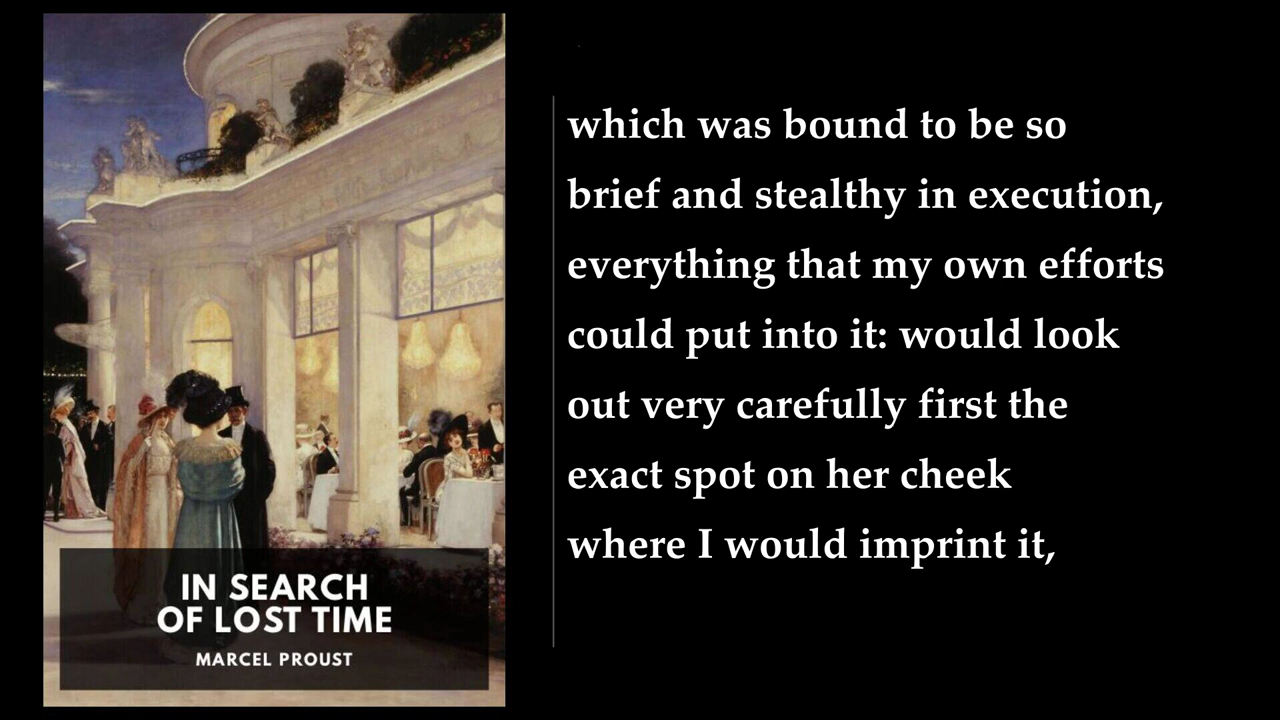 IN SEARCH
OF LOST TIME
MARCEL PROUST
which was bound to be so
brief and stealthy in execution,
everything that my own efforts
could put into it: would look
out very carefully first the
exact spot on her cheek
where I would imprint it,